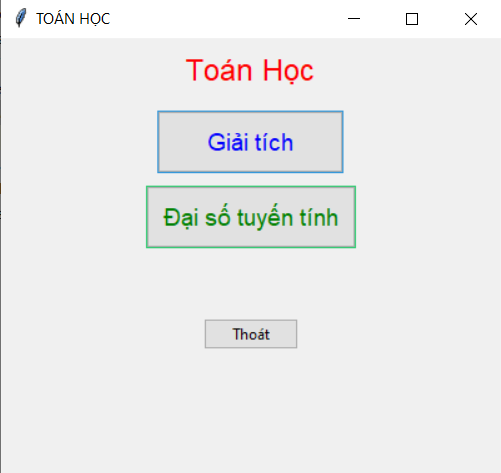 TOÁN HỌC
Toán Học
Giải tích
Đại số tuyến tính
Thoát